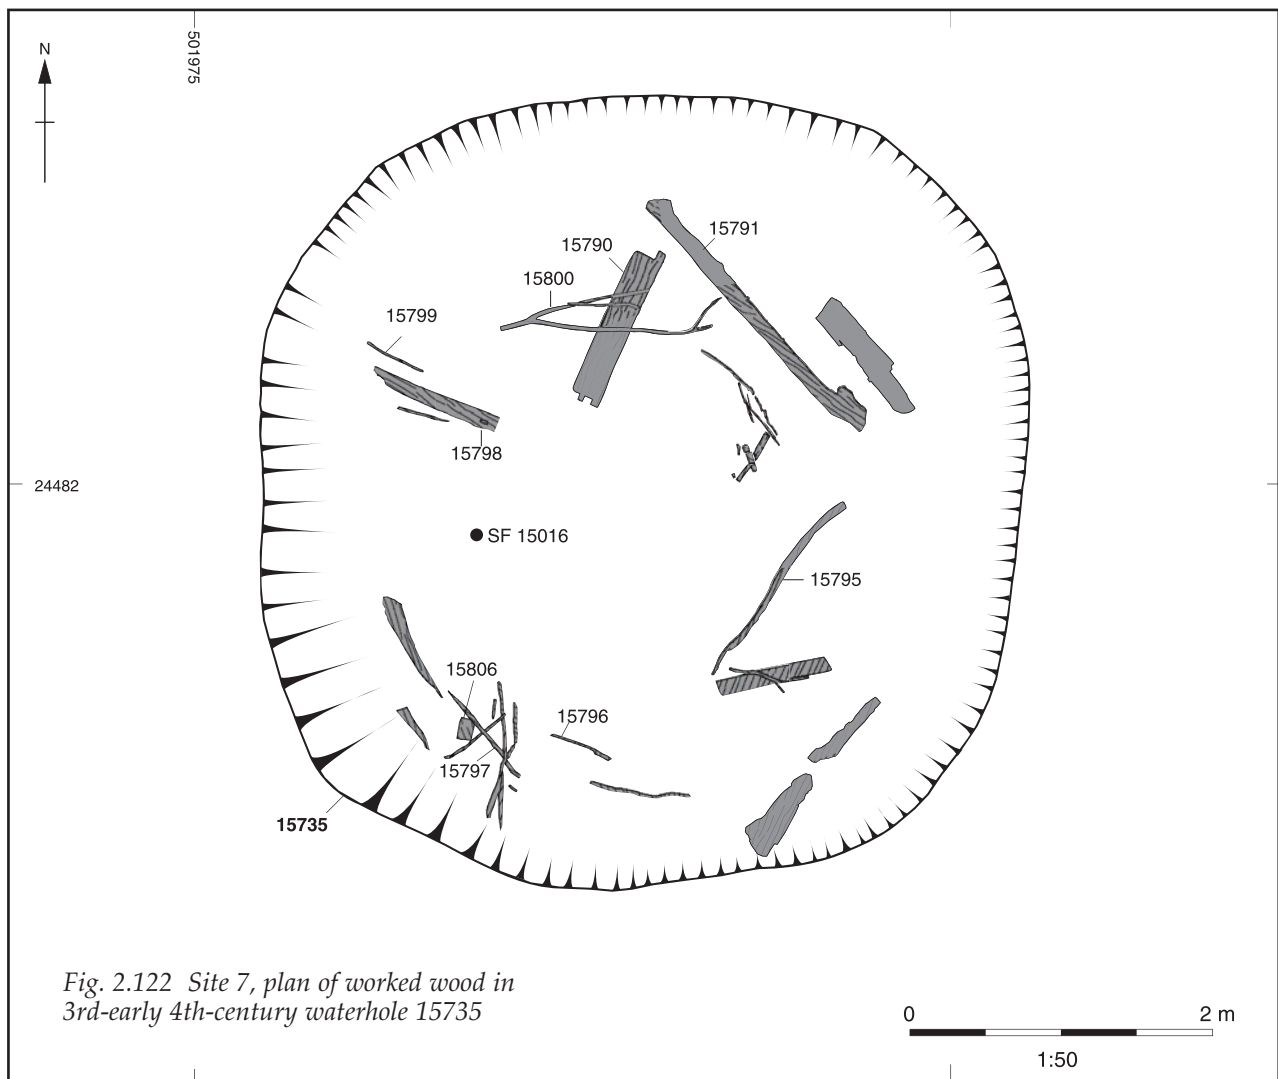 N
501975
15791
15790
15800
15799
15798
24482
SF 15016
15795
15806
15796
15797
15735
Fig. 2.122 Site 7, plan of worked wood in
3rd-early 4th-century waterhole 15735
0 2 m
1:50